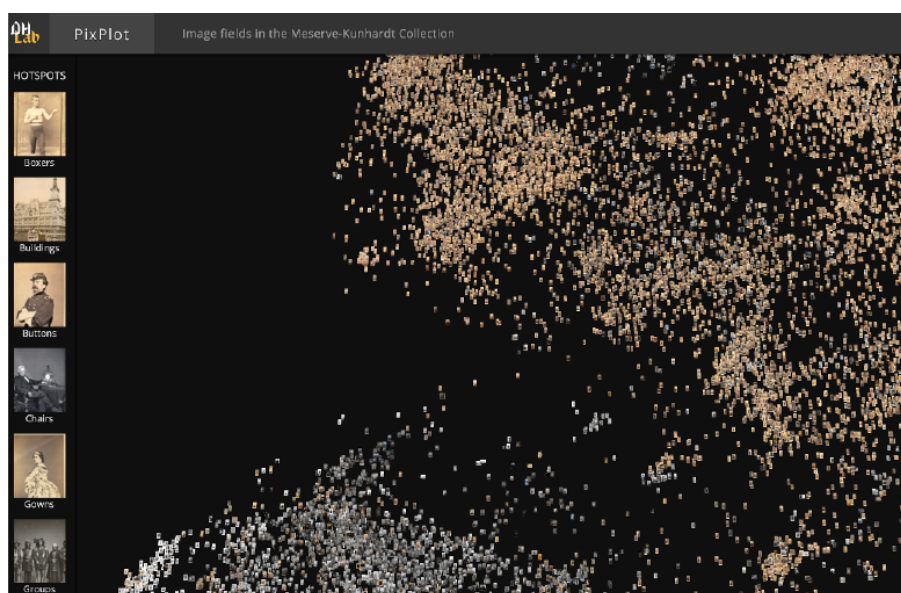 DH
Lab
PixPlot
Image fields in the Meserve-Kunhardt Collection
HOTSPOTS
Boxers
Buildings
Buttons
Chairs
Gowns
Groups